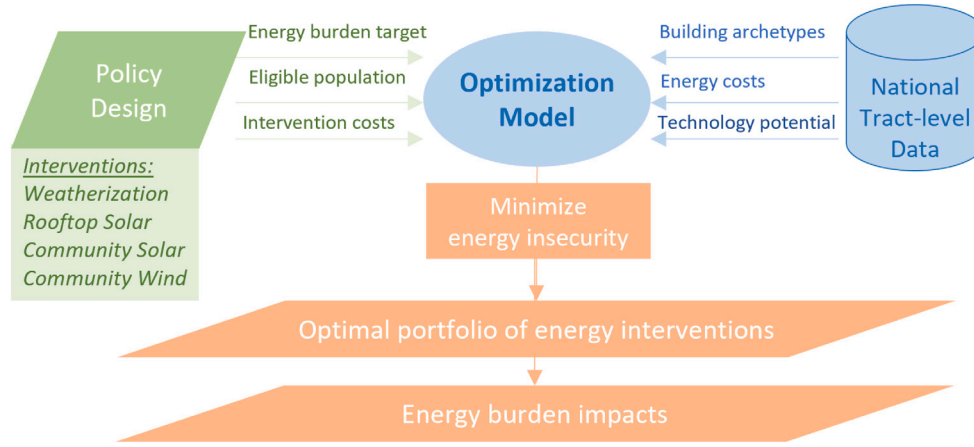 Policy
Design
Interventions:
Weatherization
Rooftop Solar
Community Solar
Community Wind
Energy burden target
Eligible population
Intervention costs
Optimization
Model
Building archetypes
Energy costs
Technology potential
National
Tract-level
Data
Minimize
energy insecurity
Optimal portfolio of energy interventions
Energy burden impacts